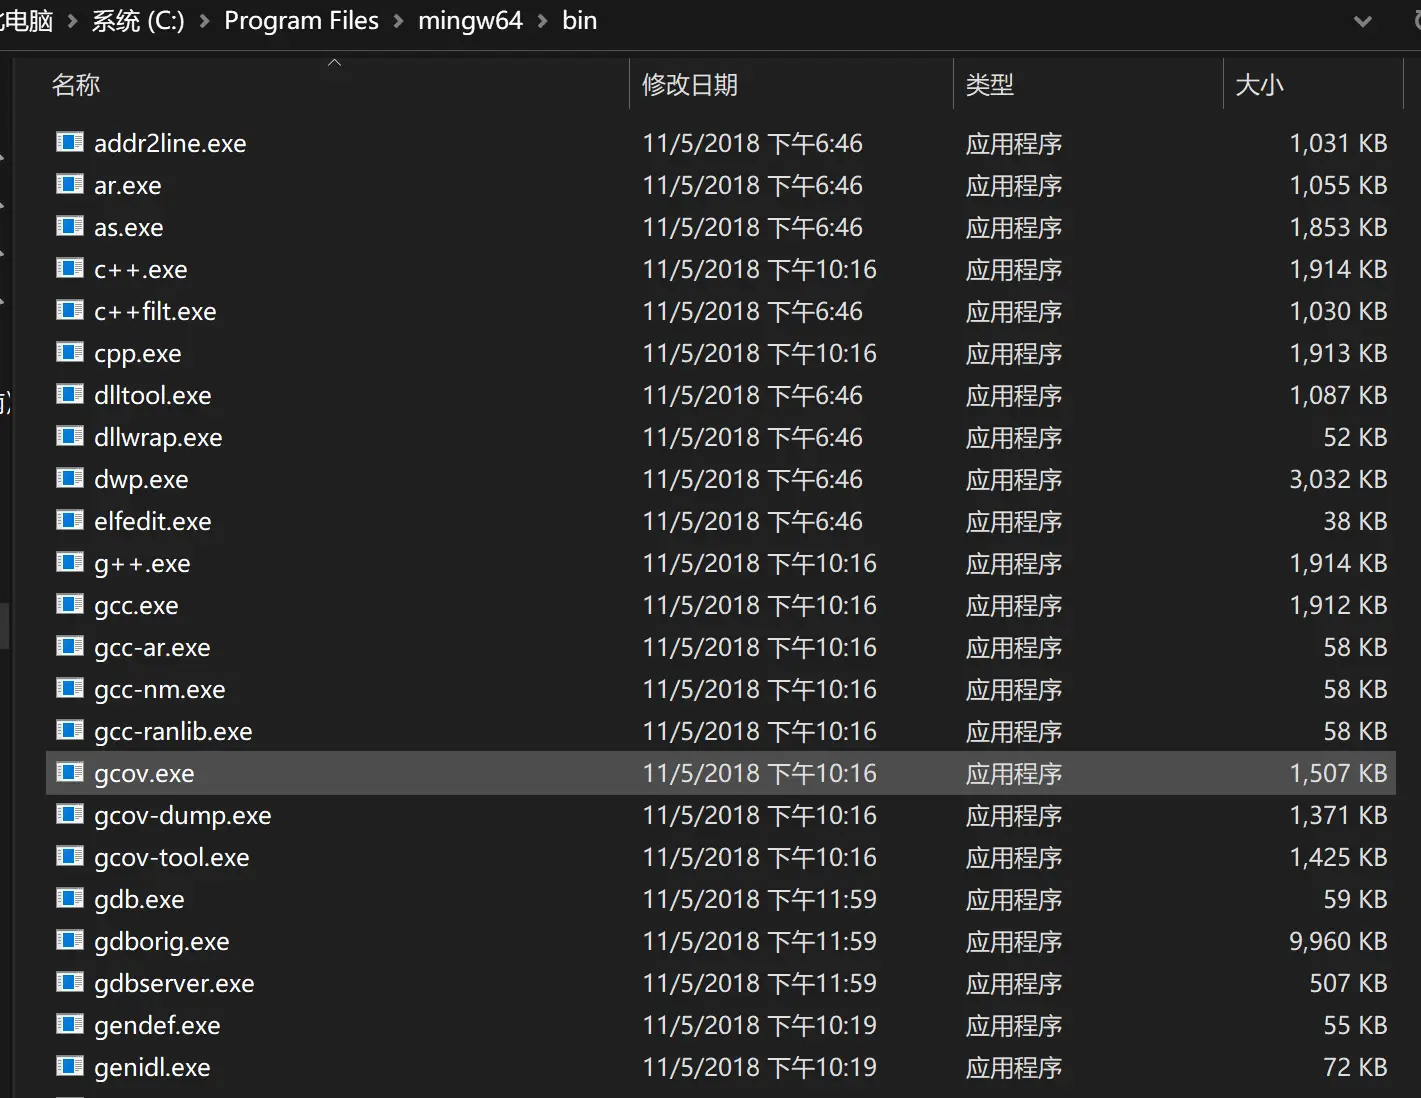 电脑 系统 (C:) Program Files mingw64 bin
名称 修改日期 类型 大小
addr2line.exe 11/5/2018 下午6:46 应用程序 1,031 KB
ar.exe 11/5/2018 下午6:46 应用程序 1,055 KB
as.exe 11/5/2018 下午6:46 应用程序 1,853 KB
c++.exe 11/5/2018 下午10:16 应用程序 1,914 KB
c++filt.exe 11/5/2018 下午6:46 应用程序 1,030 KB
cpp.exe 11/5/2018 下午10:16 应用程序 1,913 KB
dlltool.exe 11/5/2018 下午6:46 应用程序 1,087 KB
dllwrap.exe 11/5/2018 下午6:46 应用程序 52 KB
dwp.exe 11/5/2018 下午6:46 应用程序 3,032 KB
elfedit.exe 11/5/2018 下午6:46 应用程序 38 KB
g++.exe 11/5/2018 下午10:16 应用程序 1,914 KB
gcc.exe 11/5/2018 下午10:16 应用程序 1,912 KB
gcc-ar.exe 11/5/2018 下午10:16 应用程序 58 KB
gcc-nm.exe 11/5/2018 下午10:16 应用程序 58 KB
gcc-ranlib.exe 11/5/2018 下午10:16 应用程序 58 KB
gcov.exe 11/5/2018 下午10:16 应用程序 1,507 KB
gcov-dump.exe 11/5/2018 下午10:16 应用程序 1,371 KB
gcov-tool.exe 11/5/2018 下午10:16 应用程序 1,425 KB
gdb.exe 11/5/2018 下午11:59 应用程序 59 KB
gdborig.exe 11/5/2018 下午11:59 应用程序 9,960 KB
gdbserver.exe 11/5/2018 下午11:59 应用程序 507 KB
gendef.exe 11/5/2018 下午10:19 应用程序 55 KB
genidl.exe 11/5/2018 下午10:19 应用程序 72 KB